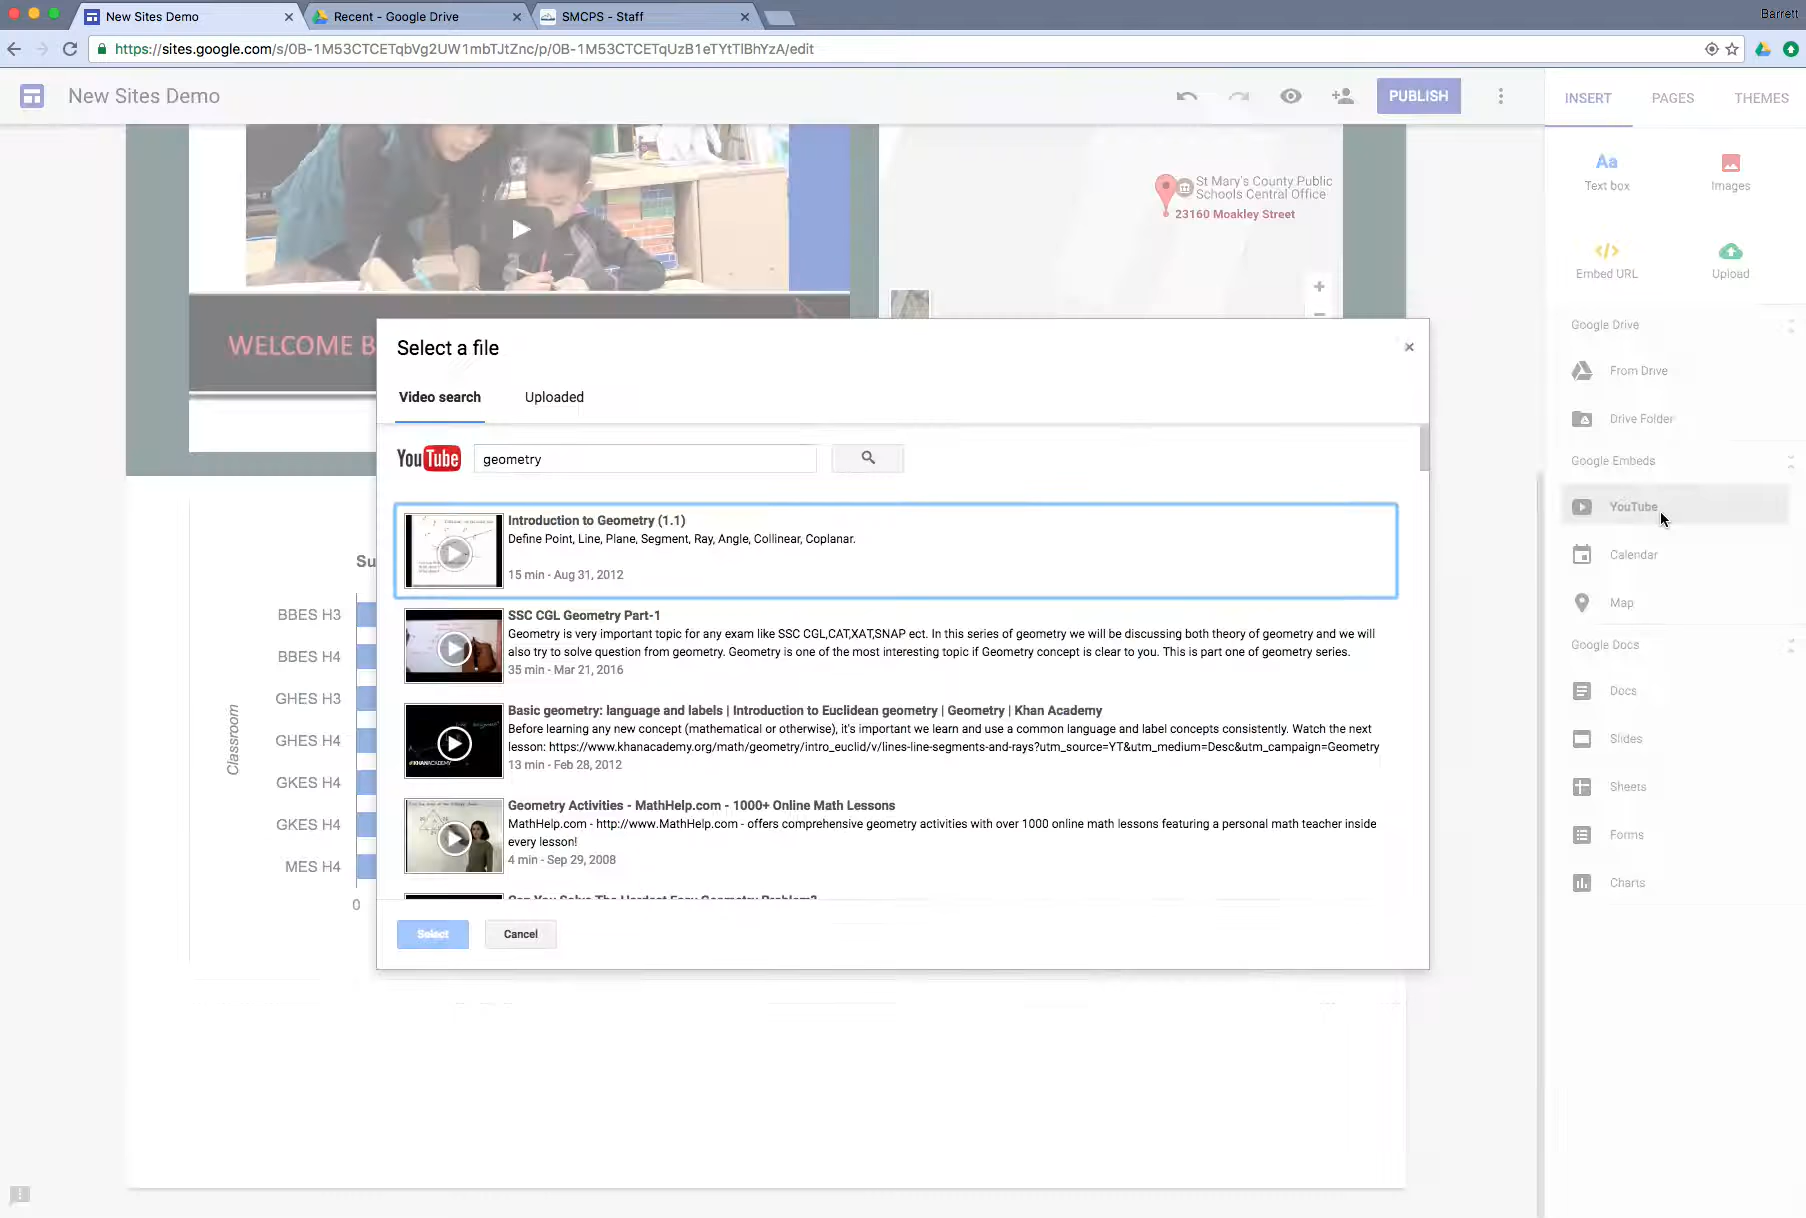 New Sites Demo
Recent - Google Drive
SMCPS - Staff
Barrett
https://sites.google.com/s/0B-1M53CTCETqbVg2UW1mbTJtZnc/p/0B-1M53CTCETqUzB1eTYtTlBhYzA/edit
New Sites Demo
PUBLISH
INSERT
PAGES
THEMES
Aa
Text box
Images
Embed URL
Upload
St Mary's County Public
Schools Central Office
23160 Moakley Street
WELCOME B
Google Drive
From Drive
Drive Folder
Google Embeds
YouTube
Calendar
Map
Google Docs
Docs
Slides
Sheets
Forms
Charts
Select a file
Video search
Uploaded
YouTube
geometry
Introduction to Geometry (1.1)
Define Point, Line, Plane, Segment, Ray, Angle, Collinear, Coplanar.
15 min - Aug 31, 2012
SSC CGL Geometry Part-1
Geometry is very important topic for any exam like SSC CGL,CAT,XAT,SNAP ect. In this series of geometry we will be discussing both theory of geometry and we will
also try to solve question from geometry. Geometry is one of the most interesting topic if Geometry concept is clear to you. This is part one of geometry series.
35 min - Mar 21, 2016
Basic geometry: language and labels | Introduction to Euclidean geometry | Geometry | Khan Academy
Before learning any new concept (mathematical or otherwise), it's important we learn and use a common language and label concepts consistently. Watch the next
lesson: https://www.khanacademy.org/math/geometry/intro_euclid/v/lines-line-segments-and-rays?utm_source=YT&utm_medium=Desc&utm_campaign=Geometry
13 min - Feb 28, 2012
#KHANACADEMY
Geometry Activities - MathHelp.com - 1000+ Online Math Lessons
MathHelp.com - http://www.MathHelp.com - offers comprehensive geometry activities with over 1000 online math lessons featuring a personal math teacher inside
every lesson!
4 min - Sep 29, 2008
Can You Solve The Hardest Easy Geometry Problem?
Select
Cancel
Su
Classroom
BBES H3
BBES H4
GHES H3
GHES H4
GKES H4
GKES H4
MES H4
0